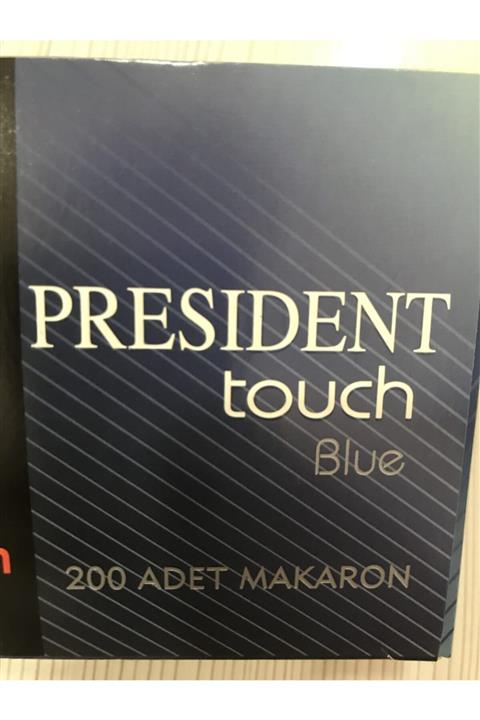 PRESIDENT
touch
Blue
200 ADET MAKARON